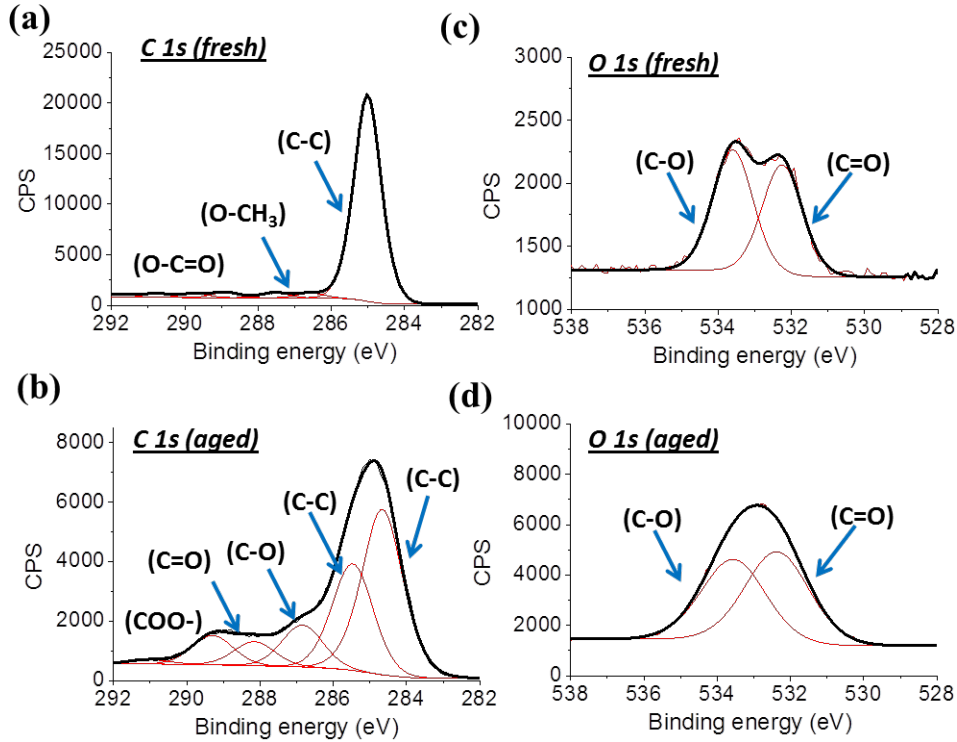 (a)
C 1s (fresh)
25000
20000
15000
10000
5000
0
CPS
(C-C)
(O-CH₃)
(O-C=O)
292 290 288 286 284 282
Binding energy (eV)
(c)
O 1s (fresh)
3000
2500
2000
1500
1000
CPS
(C-O)
(C=O)
538 536 534 532 530 528
Binding energy (eV)
(b)
C 1s (aged)
8000
6000
4000
2000
0
CPS
(C-C)
(C-C)
(C=O)
(C-O)
(COO-)
292 290 288 286 284 282
Binding energy (eV)
(d)
O 1s (aged)
10000
8000
6000
4000
2000
0
CPS
(C-O)
(C=O)
538 536 534 532 530 528
Binding energy (eV)